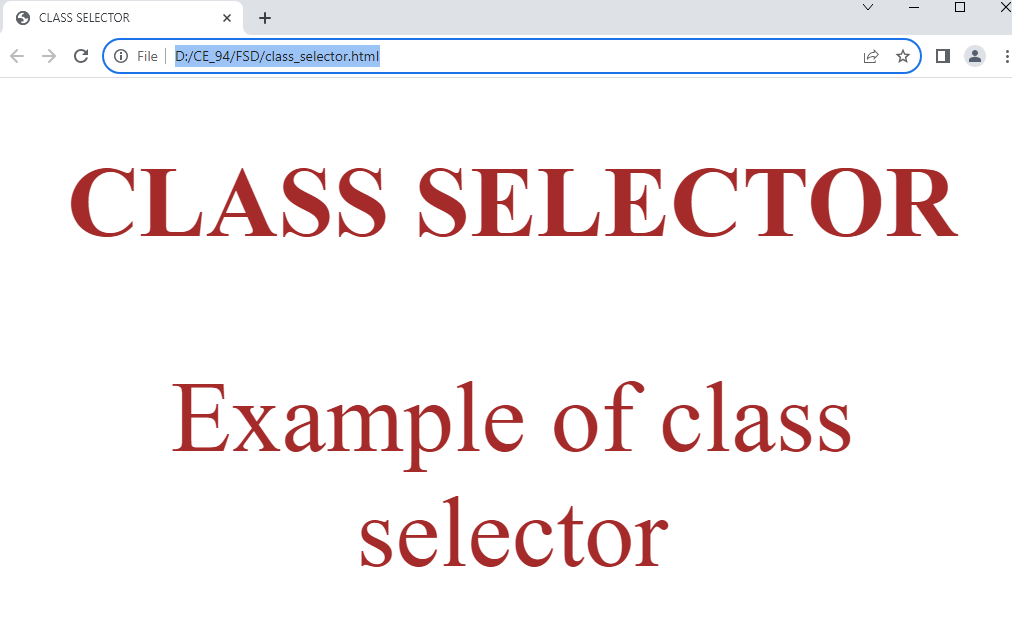 CLASS SELECTOR
File D:/CE_94/FSD/class_selector.html
CLASS SELECTOR
Example of class
selector